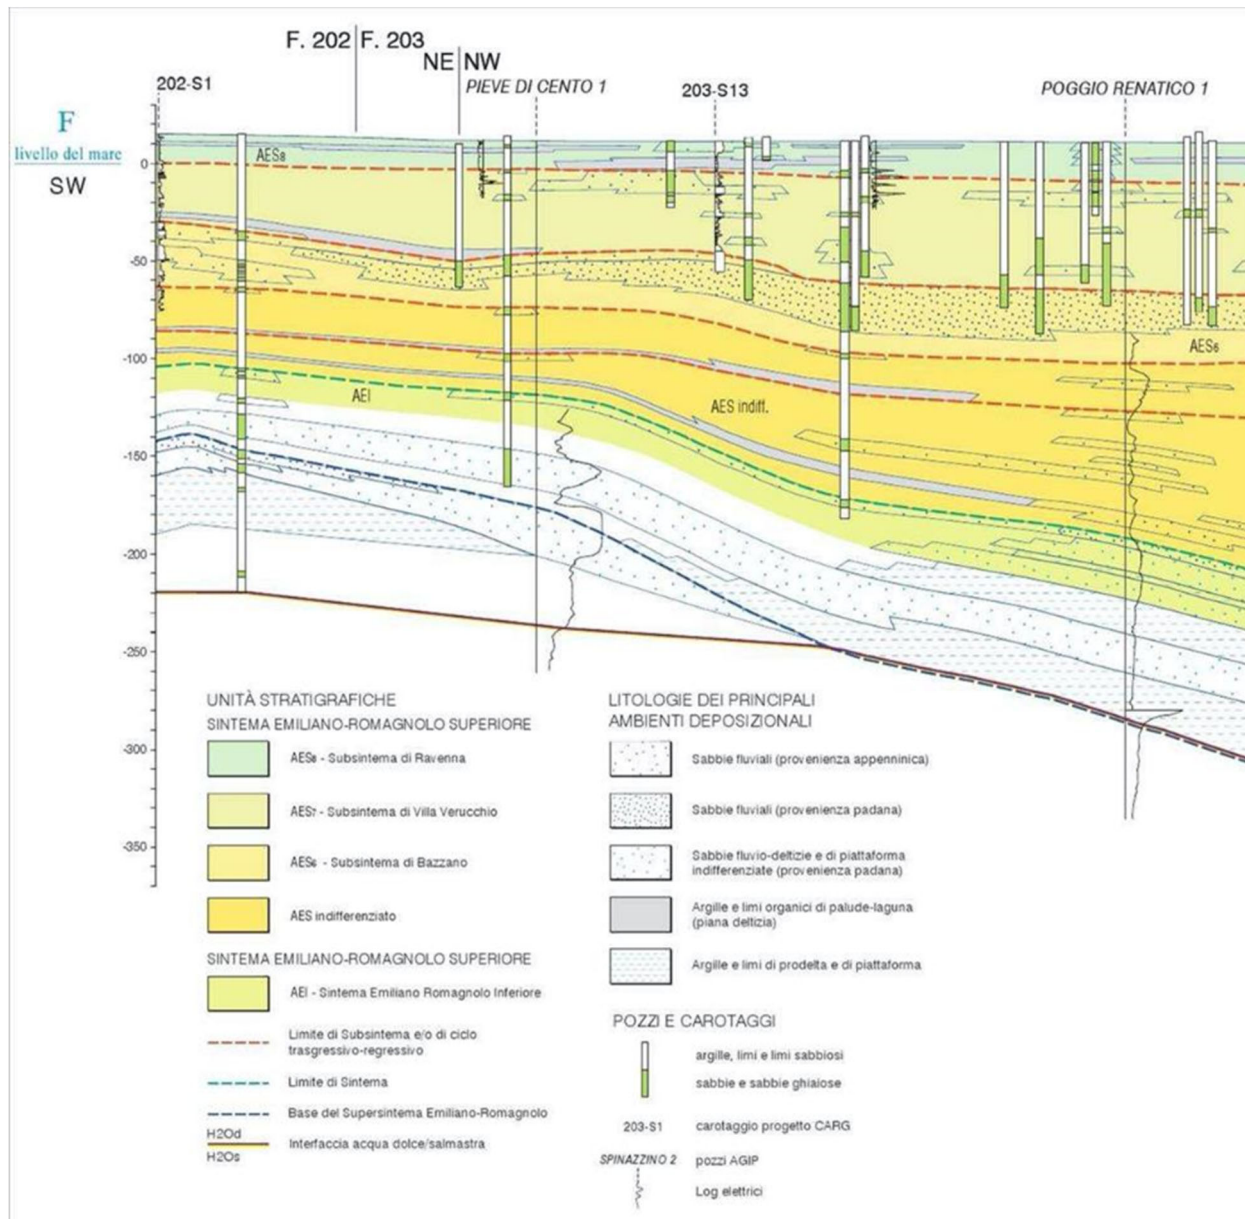 F. 202 F. 203
NE NW
202-S1
PIEVE DI CENTO 1
203-S13
POGGIO RENATICO 1
F
livello del mare
SW
0
-50
-100
-150
-200
-250
-300
-350
AES8
AES6
AEI
AES indiff.
UNITÀ STRATIGRAFICHE
SINTEMA EMILIANO-ROMAGNOLO SUPERIORE
AES8 - Subsintema di Ravenna
AES7 - Subsintema di Villa Verucchio
AES6 - Subsintema di Bazzano
AES indifferenziato
SINTEMA EMILIANO-ROMAGNOLO SUPERIORE
AEI - Sintema Emiliano Romagnolo Inferiore
Limite di Subsintema e/o di ciclo
trasgressivo-regressivo
Limite di Sintema
Base del Supersintema Emiliano-Romagnolo
H2Od
Interfaccia acqua dolce/salmastra
H2Os
LITOLOGIE DEI PRINCIPALI
AMBIENTI DEPOSIZIONALI
Sabbie fluviali (provenienza appenninica)
Sabbie fluviali (provenienza padana)
Sabbie fluvio-deltizie e di piattaforma
indifferenziate (provenienza padana)
Argille e limi organici di palude-laguna
(piana deltizia)
Argille e limi di prodelta e di piattaforma
POZZI E CAROTAGGI
argille, limi e limi sabbiosi
sabbie e sabbie ghiaiose
203-S1 carotaggio progetto CARG
SPINAZZINO 2 pozzi AGIP
Log elettrici